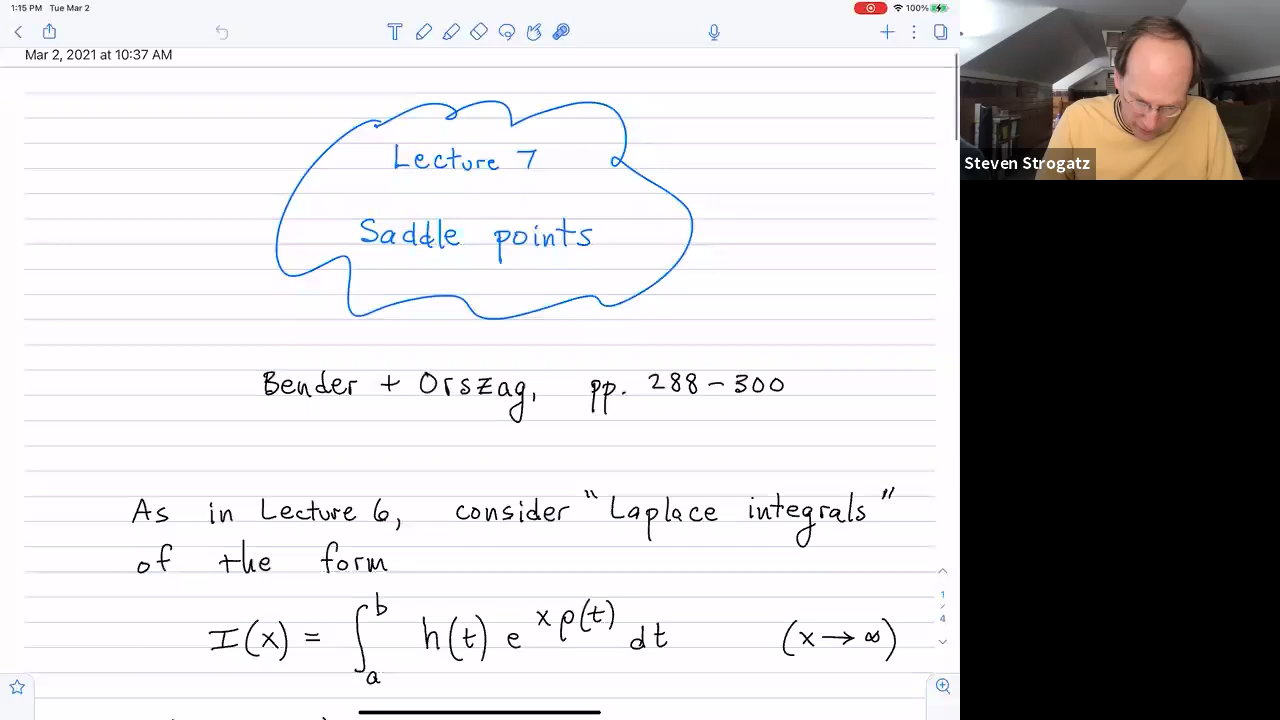 1:15 PM Tue Mar 2
100%
Mar 2, 2021 at 10:37 AM
Lecture 7
Saddle points
Steven Strogatz
Bender + Orszag, pp. 288 – 300
As in Lecture 6, consider "Laplace integrals"
of the form
I(x) = ∫_a^b h(t) e^{xρ(t)} dt (x → ∞)
1
4